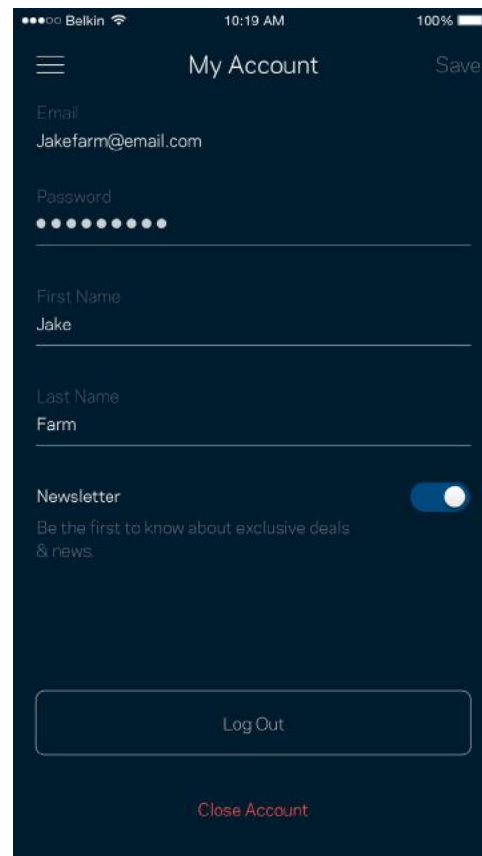 ●●●○○ Belkin 10:19 AM 100%
My Account Save
Email
Jakefarm@email.com
Password
●●●●●●●●●
First Name
Jake
Last Name
Farm
Newsletter
Be the first to know about exclusive deals
& news.
Log Out
Close Account